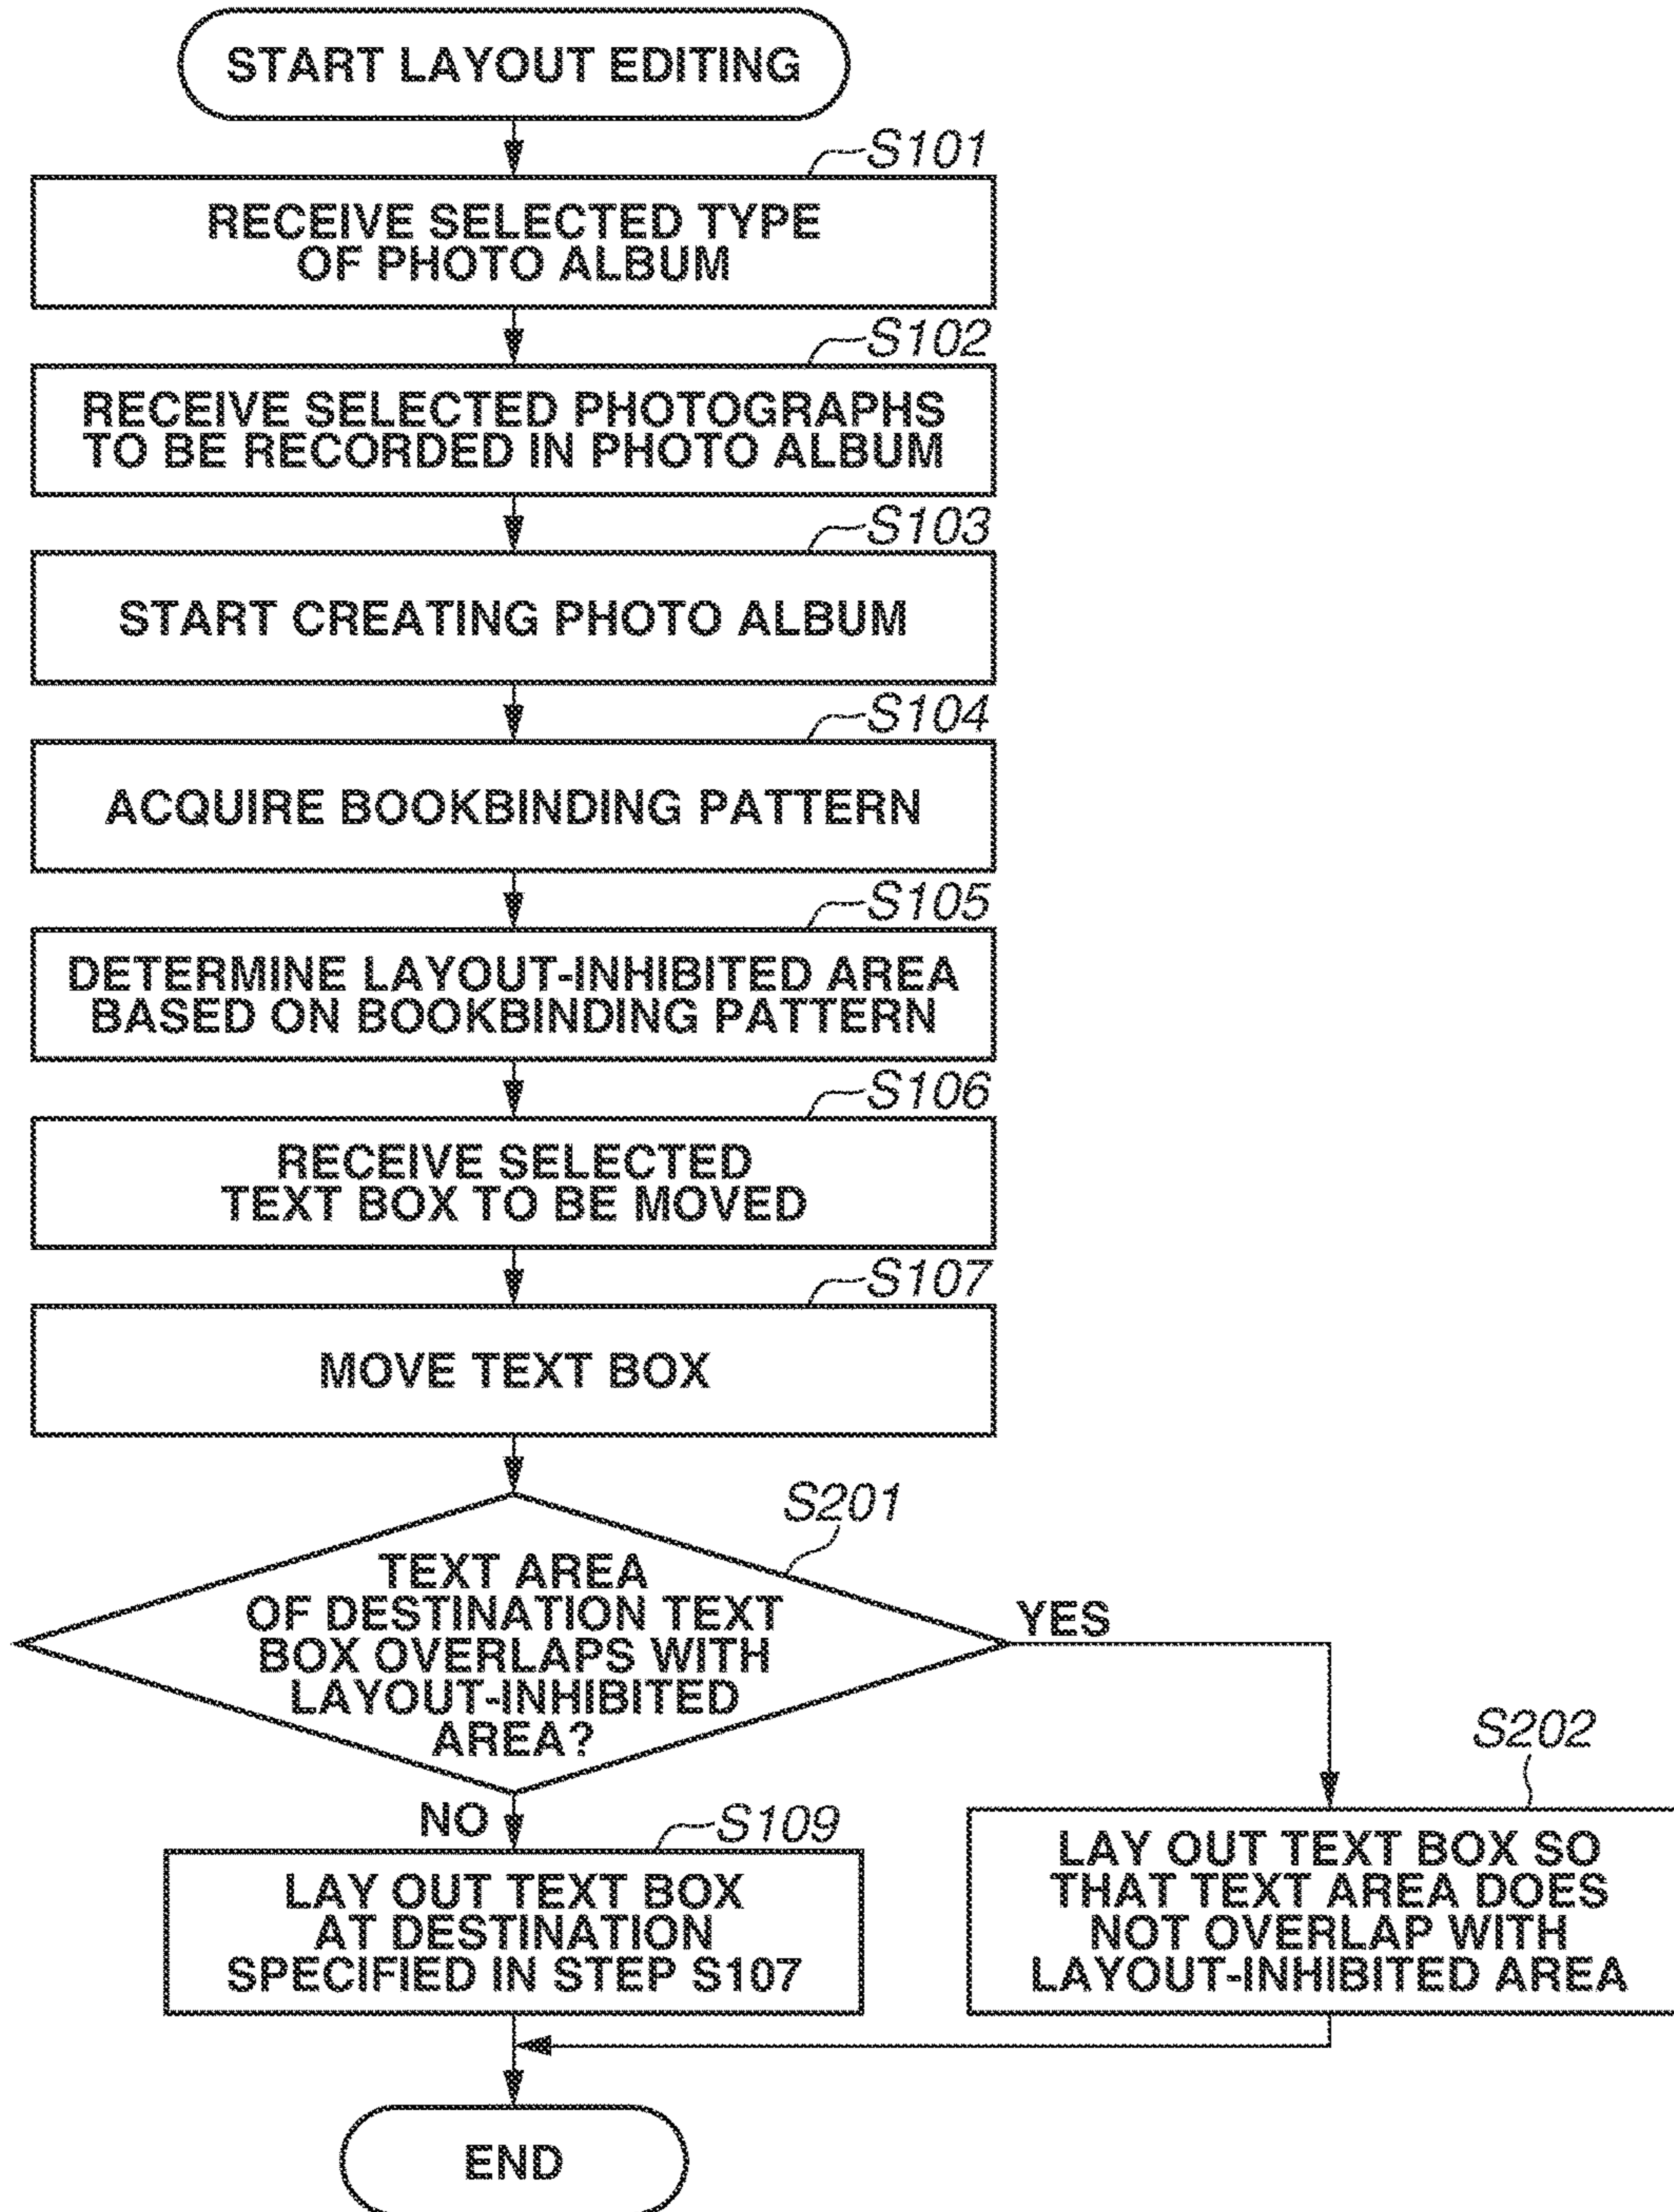 START LAYOUT EDITING
S101
RECEIVE SELECTED TYPE
OF PHOTO ALBUM
S102
RECEIVE SELECTED PHOTOGRAPHS
TO BE RECORDED IN PHOTO ALBUM
S103
START CREATING PHOTO ALBUM
S104
ACQUIRE BOOKBINDING PATTERN
S105
DETERMINE LAYOUT-INHIBITED AREA
BASED ON BOOKBINDING PATTERN
S106
RECEIVE SELECTED
TEXT BOX TO BE MOVED
S107
MOVE TEXT BOX
S201
TEXT AREA
OF DESTINATION TEXT
BOX OVERLAPS WITH
LAYOUT-INHIBITED
AREA?
YES
NO
S109
LAY OUT TEXT BOX
AT DESTINATION
SPECIFIED IN STEP S107
S202
LAY OUT TEXT BOX SO
THAT TEXT AREA DOES
NOT OVERLAP WITH
LAYOUT-INHIBITED AREA
END